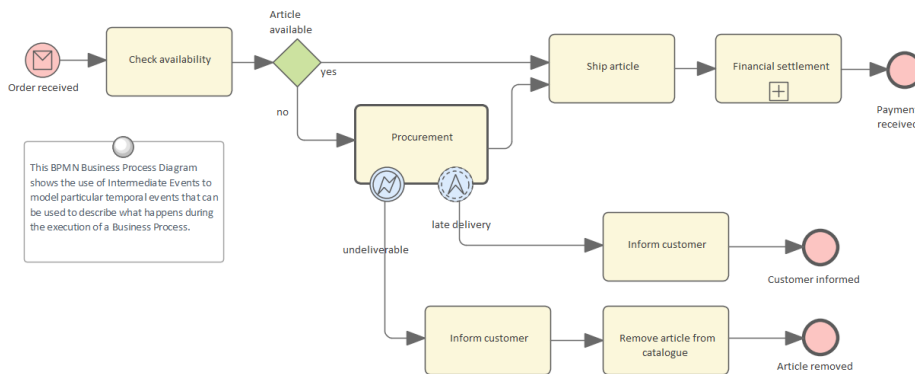 Article
available
Order received
Check availability
yes
no
Ship article
Financial settlement
Payment
received
Procurement
This BPMN Business Process Diagram
shows the use of Intermediate Events to
model particular temporal events that can
be used to describe what happens during
the execution of a Business Process.
late delivery
undeliverable
Inform customer
Customer informed
Inform customer
Remove article from
catalogue
Article removed